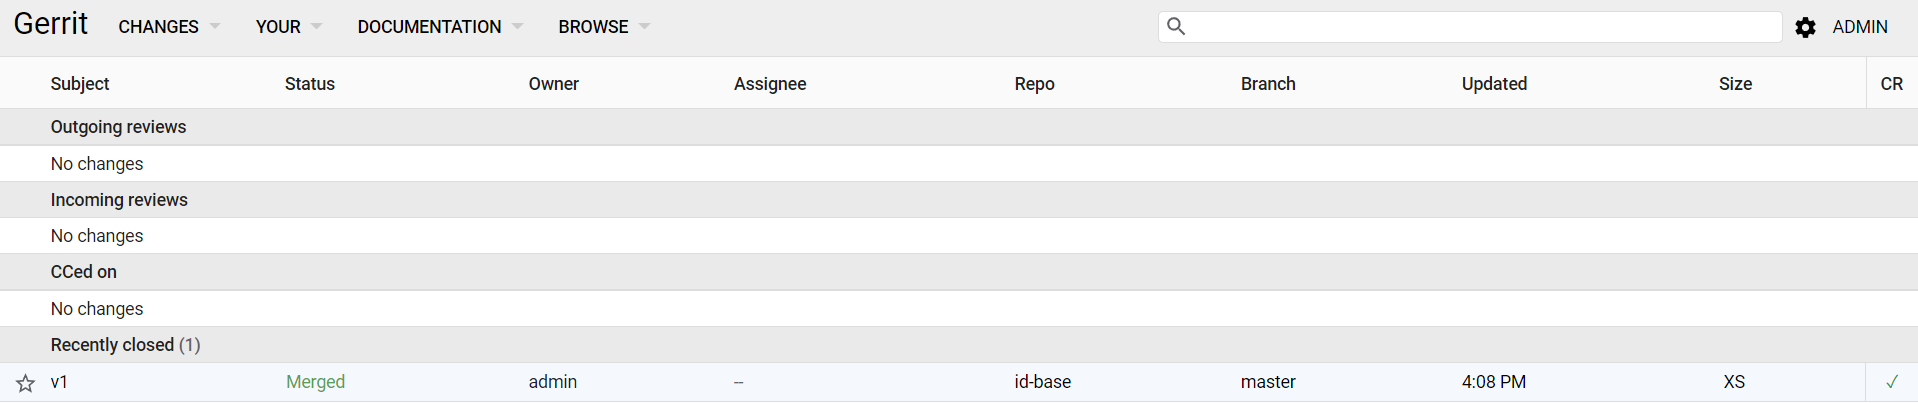 Gerrit CHANGES YOUR DOCUMENTATION BROWSE ADMIN
Subject Status Owner Assignee Repo Branch Updated Size CR
Outgoing reviews
No changes
Incoming reviews
No changes
CCed on
No changes
Recently closed (1)
v1 Merged admin -- id-base master 4:08 PM XS ✓